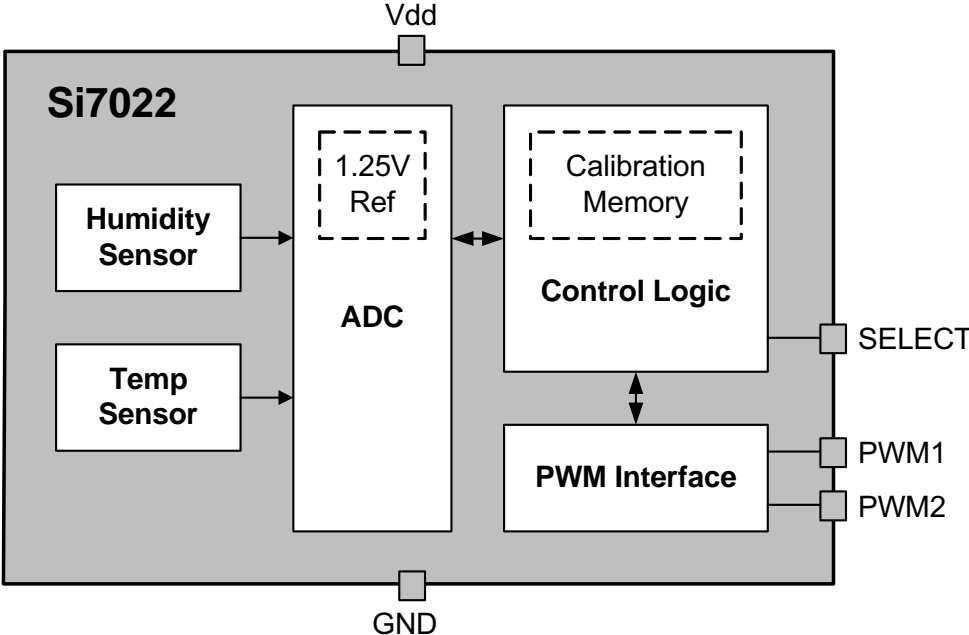 Vdd
Si7022
1.25V
Ref
Calibration
Memory
Humidity
Sensor
Control Logic
ADC
SELECT
Temp
Sensor
PWM1
PWM Interface
PWM2
GND